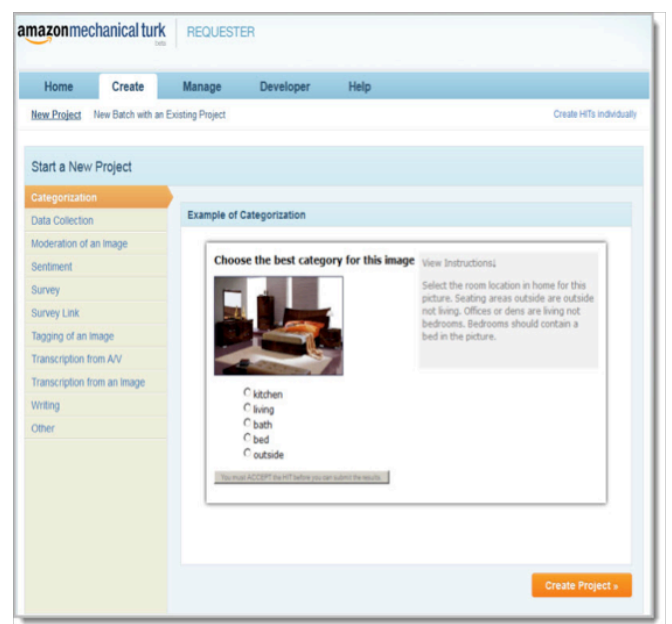 amazonmechanical turk
beta
REQUESTER
Home Create Manage Developer Help
New Project New Batch with an Existing Project Create HITs individually
Start a New Project
Categorization
Data Collection
Moderation of an Image
Sentiment
Survey
Survey Link
Tagging of an Image
Transcription from A/V
Transcription from an Image
Writing
Other
Example of Categorization
Choose the best category for this image
kitchen
living
bath
bed
outside
You must ACCEPT the HIT before you can submit the results.
View Instructions↓
Select the room location in home for this
picture. Seating areas outside are outside
not living. Offices or dens are living not
bedrooms. Bedrooms should contain a
bed in the picture.
Create Project »